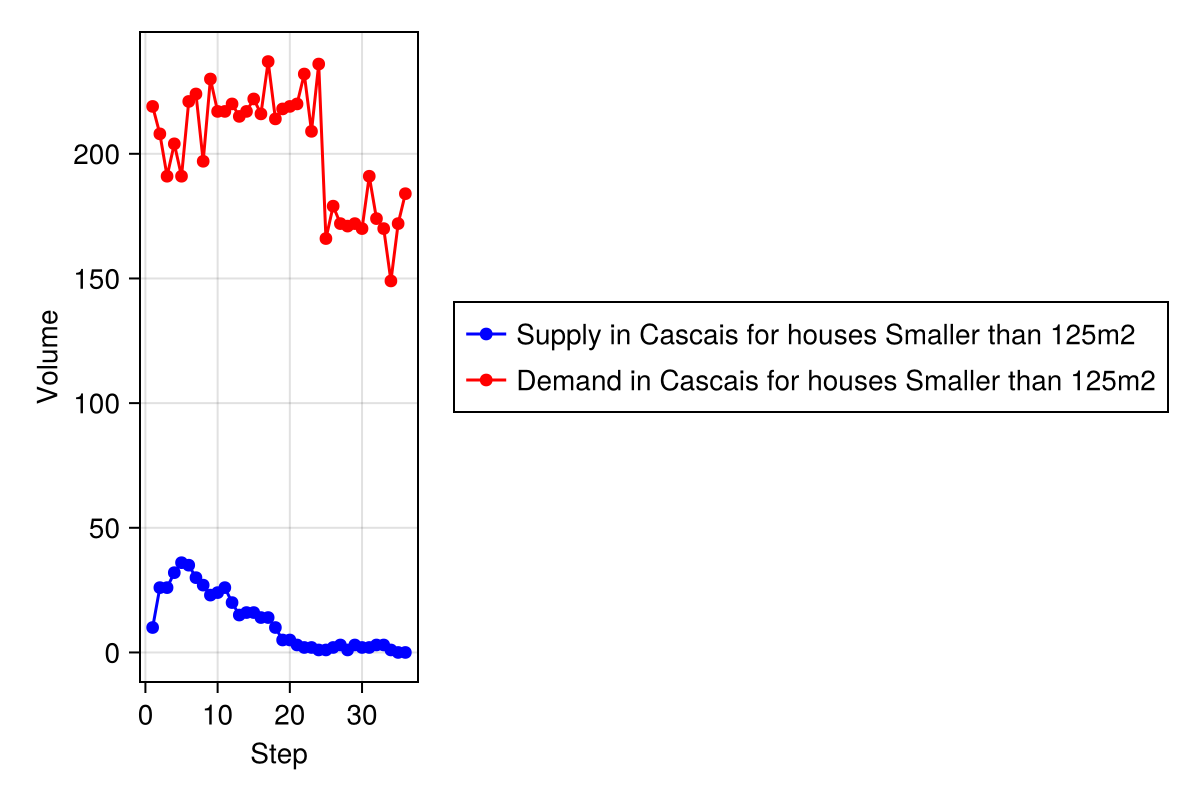 Volume
200
150
100
50
0
0 10 20 30
Step
Supply in Cascais for houses Smaller than 125m2
Demand in Cascais for houses Smaller than 125m2